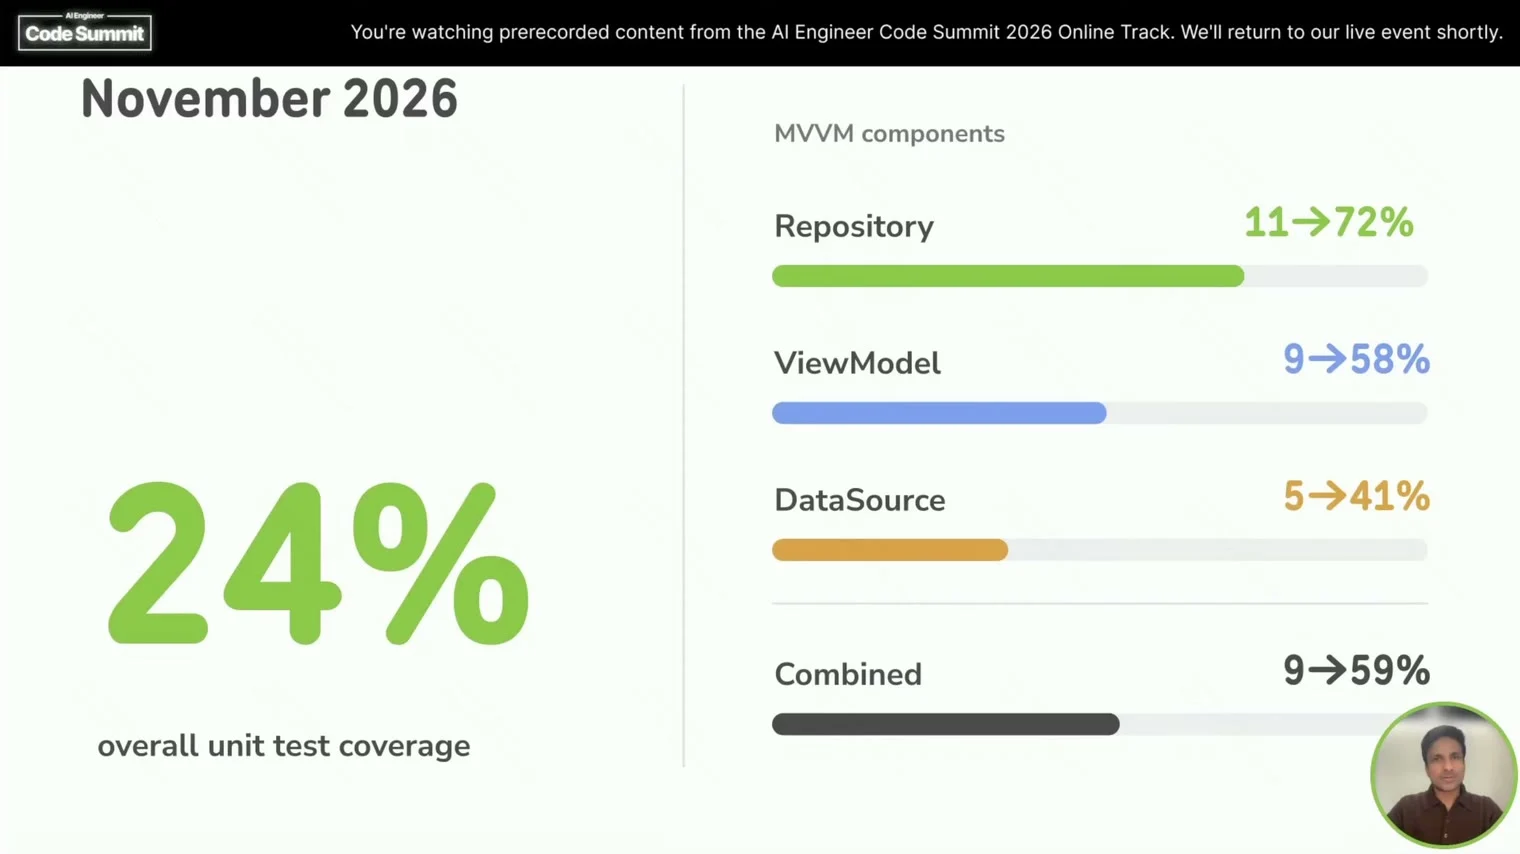 AI Engineer
Code Summit
You're watching prerecorded content from the AI Engineer Code Summit 2026 Online Track. We'll return to our live event shortly.
November 2026
24%
overall unit test coverage
MVVM components
Repository
11→72%
ViewModel
9→58%
DataSource
5→41%
Combined
9→59%